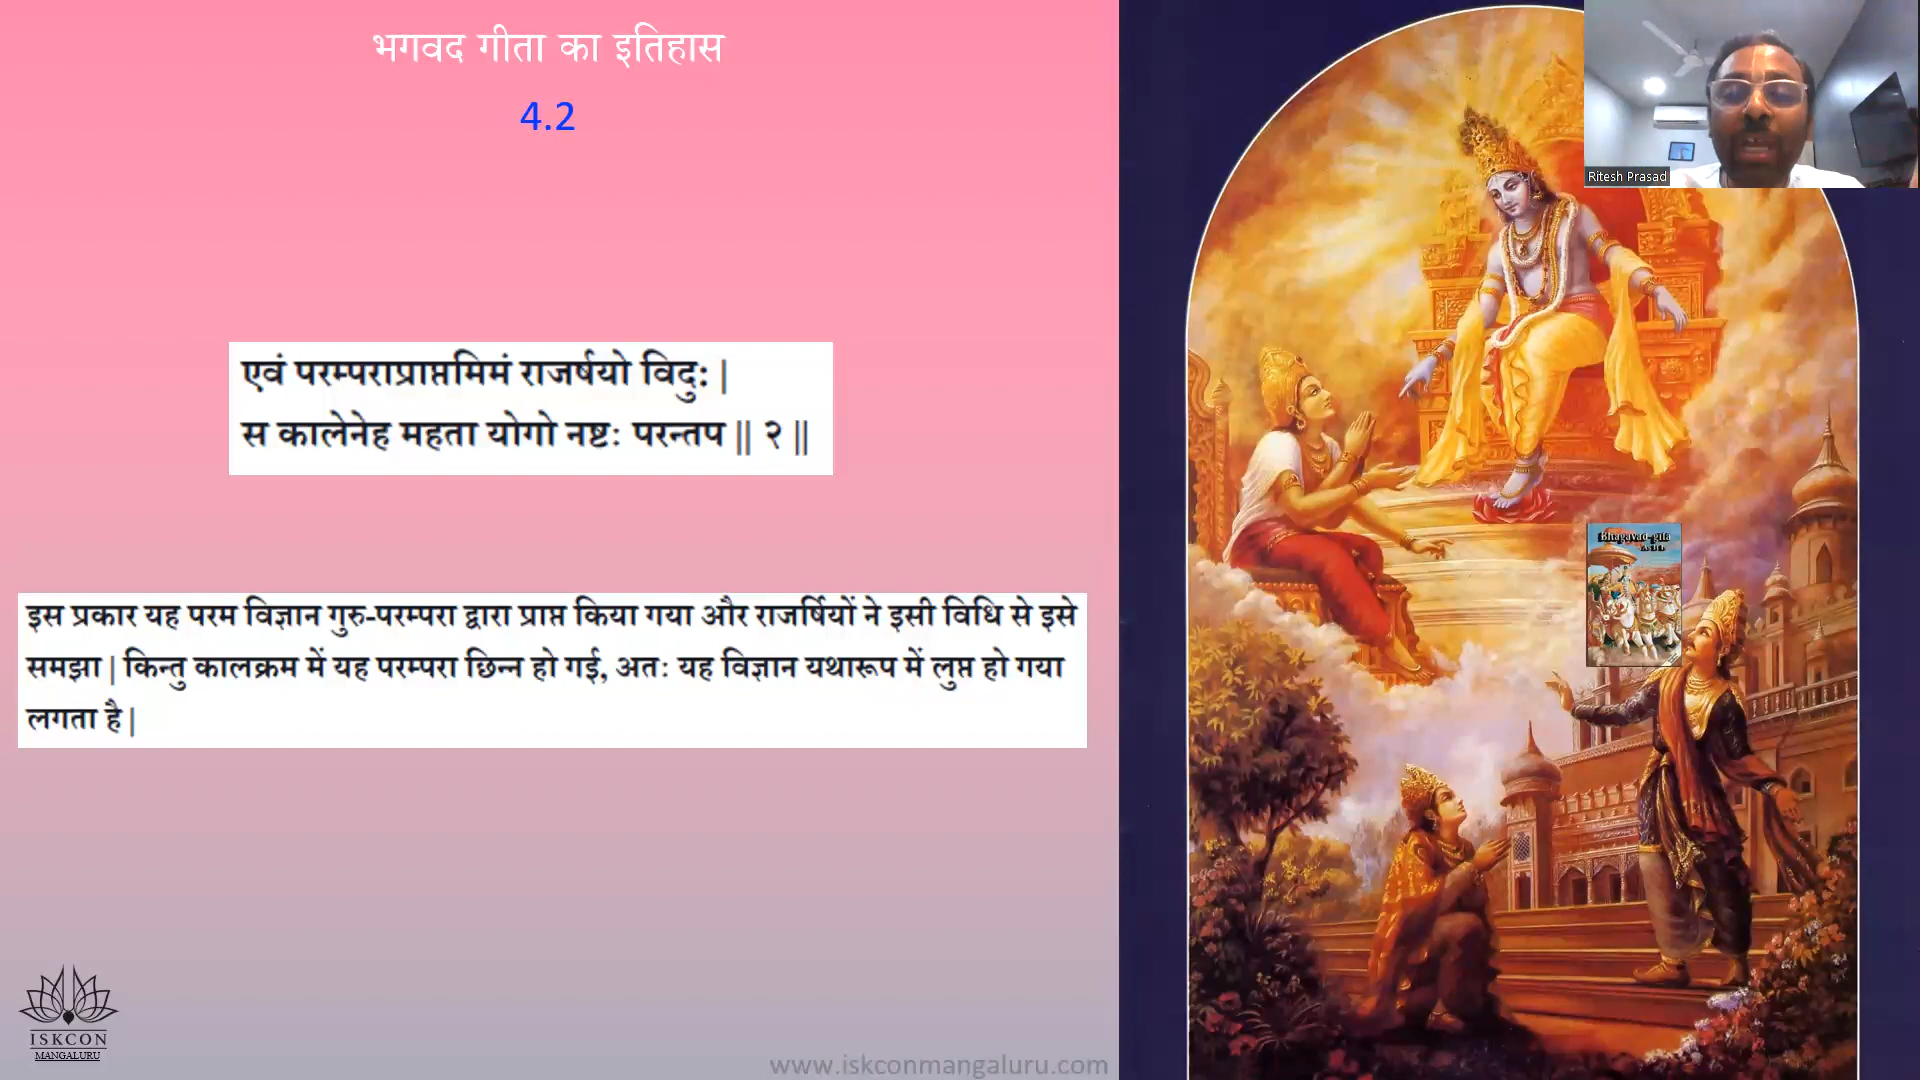 भगवद गीता का इतिहास
4.2
एवं परम्पराप्राप्तमिमं राजर्षयो विदुः |
स कालेनेह महता योगो नष्टः परन्तप || २ ||
इस प्रकार यह परम विज्ञान गुरु-परम्परा द्वारा प्राप्त किया गया और राजर्षियों ने इसी विधि से इसे
समझा | किन्तु कालक्रम में यह परम्परा छिन्न हो गई, अतः यह विज्ञान यथारूप में लुप्त हो गया
लगता है |
ISKCON
MANGALURU
www.iskconmangaluru.com
Ritesh Prasad
Bhagavad-gita